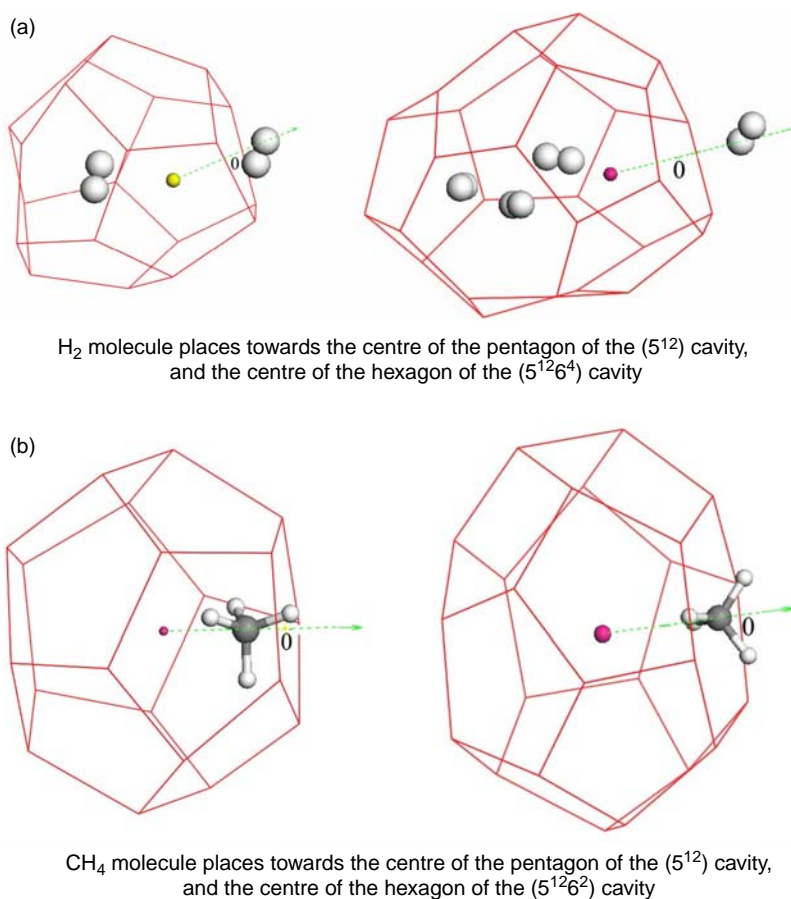 (a)
0
0
H₂ molecule places towards the centre of the pentagon of the (5¹²) cavity,
and the centre of the hexagon of the (5¹²6⁴) cavity
(b)
0
0
CH₄ molecule places towards the centre of the pentagon of the (5¹²) cavity,
and the centre of the hexagon of the (5¹²6²) cavity